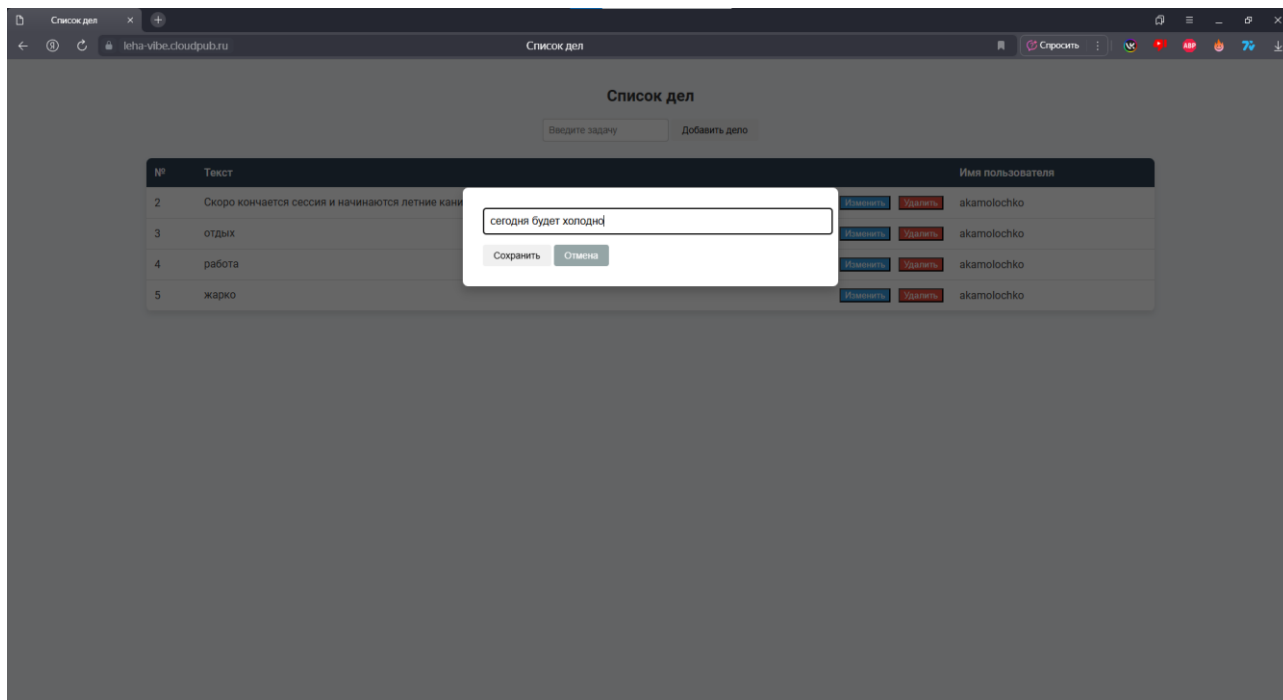 Список дел
leha-vibe.cloudpub.ru Список дел Спросить ABP
Список дел
Введите задачу Добавить дело
№ Текст Имя пользователя
2 Скоро кончается сессия и начинаются летние кани Изменить Удалить akamolochko
3 отдых Изменить Удалить akamolochko
4 работа Изменить Удалить akamolochko
5 жарко Изменить Удалить akamolochko
сегодня будет холодно
Сохранить Отмена